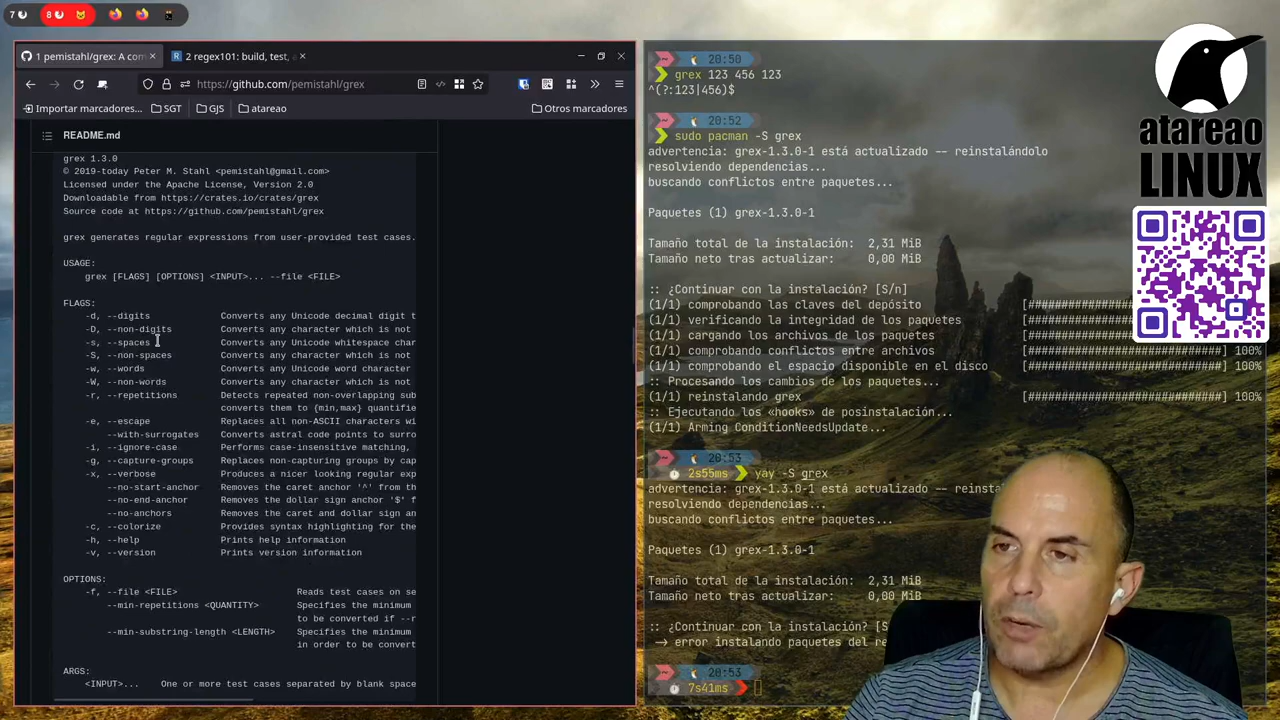 7
8
1 pemistahl/grex: A con
2 regex101: build, test,
https://github.com/pemistahl/grex
Importar marcadores...
SGT
GJS
atareao
Otros marcadores
README.md
grex 1.3.0
© 2019-today Peter M. Stahl <pemistahl@gmail.com>
Licensed under the Apache License, Version 2.0
Downloadable from https://crates.io/crates/grex
Source code at https://github.com/pemistahl/grex
grex generates regular expressions from user-provided test cases.
USAGE:
grex [FLAGS] [OPTIONS] <INPUT>... --file <FILE>
FLAGS:
-d, --digits Converts any Unicode decimal digit t
-D, --non-digits Converts any character which is not
-s, --spaces Converts any Unicode whitespace char
-S, --non-spaces Converts any character which is not
-w, --words Converts any Unicode word character
-W, --non-words Converts any character which is not
-r, --repetitions Detects repeated non-overlapping sub
converts them to {min,max} quantifie
-e, --escape Replaces all non-ASCII characters wi
--with-surrogates Converts astral code points to surro
-i, --ignore-case Performs case-insensitive matching,
-g, --capture-groups Replaces non-capturing groups by cap
-x, --verbose Produces a nicer looking regular exp
--no-start-anchor Removes the caret anchor '^' from th
--no-end-anchor Removes the dollar sign anchor '$' f
--no-anchors Removes the caret and dollar sign an
-c, --colorize Provides syntax highlighting for the
-h, --help Prints help information
-v, --version Prints version information
OPTIONS:
-f, --file <FILE> Reads test cases on se
--min-repetitions <QUANTITY> Specifies the minimum
to be converted if --r
--min-substring-length <LENGTH> Specifies the minimum
in order to be convert
ARGS:
<INPUT>... One or more test cases separated by blank space
~ 20:50
grex 123 456 123
^(?:123|456)$
~ 20:52
sudo pacman -S grex
advertencia: grex-1.3.0-1 está actualizado -- reinstalándolo
resolviendo dependencias...
buscando conflictos entre paquetes...
Paquetes (1) grex-1.3.0-1
Tamaño total de la instalación: 2,31 MiB
Tamaño neto tras actualizar: 0,00 MiB
:: ¿Continuar con la instalación? [S/n]
(1/1) comprobando las claves del depósito [##################
(1/1) verificando la integridad de los paquetes [##################
(1/1) cargando los archivos de los paquetes [##################
(1/1) comprobando conflictos entre archivos [######################] 100%
(1/1) comprobando el espacio disponible en el disco [######################] 100%
:: Procesando los cambios de los paquetes...
(1/1) reinstalando grex [######################] 100%
:: Ejecutando los «hooks» de posinstalación...
(1/1) Arming ConditionNeedsUpdate...
~ 20:53
2s55ms yay -S grex
advertencia: grex-1.3.0-1 está actualizado -- reinsta
resolviendo dependencias...
buscando conflictos entre paquetes...
Paquetes (1) grex-1.3.0-1
Tamaño total de la instalación: 2,31 MiB
Tamaño neto tras actualizar: 0,00 MiB
:: ¿Continuar con la instalación? [S
-> error instalando paquetes del re
~ 20:53
7s41ms
atareao
LINUX